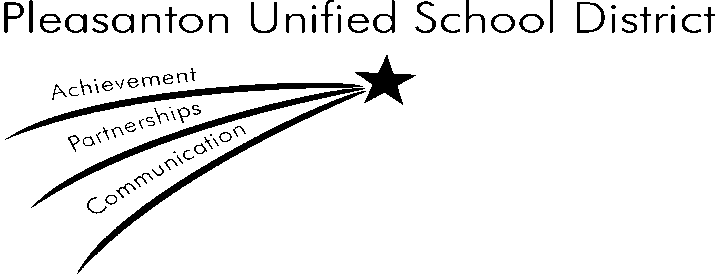 Pleasanton Unified School District
Achievement
Partnerships
Communication